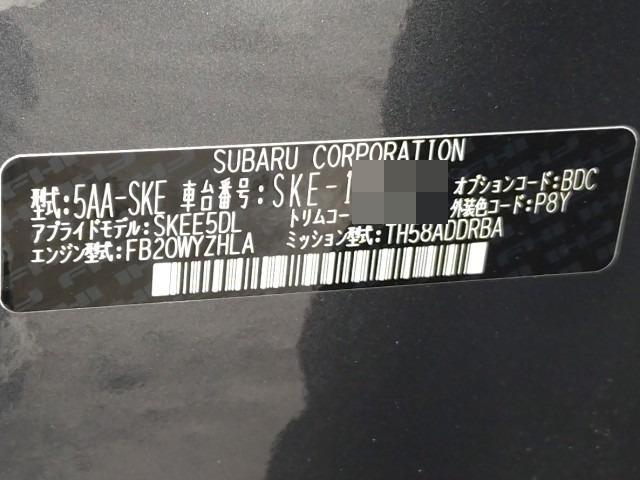 SUBARU CORPORATION
型式:5AA-SKE 車台番号:SKE-1 オプションコード:BDC
アプライドモデル:SKEE5DL トリムコー 外装色コード:P8Y
エンジン型式:FB20WYZHLA ミッション型式:TH58ADDRBA